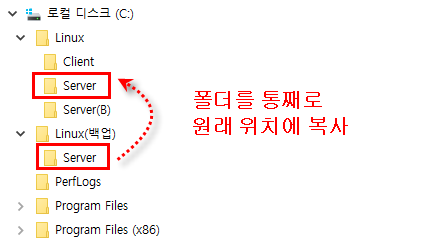 로컬 디스크 (C:)
Linux
Client
Server
Server(B)
Linux(백업)
Server
PerfLogs
Program Files
Program Files (x86)
폴더를 통째로
원래 위치에 복사